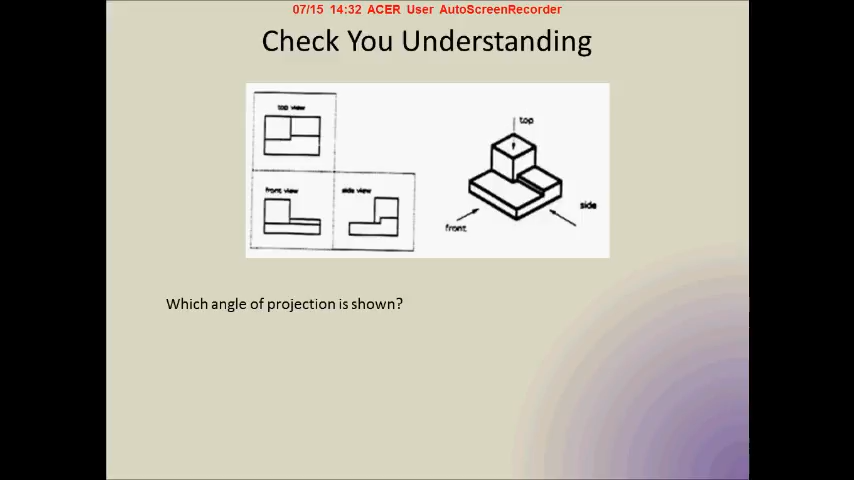 07/15 14:32 ACER User AutoScreenRecorder
Check You Understanding
top view
top
front view
side view
side
front
Which angle of projection is shown?